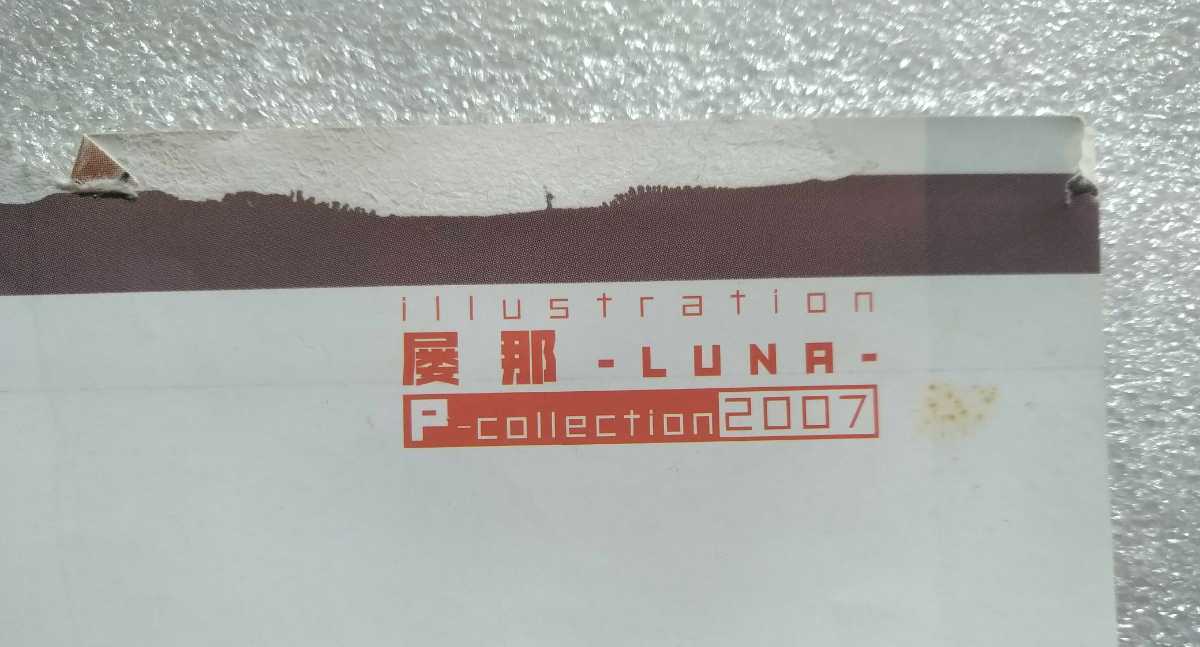 illustration
屡那 -LUNA-
P-collection2007